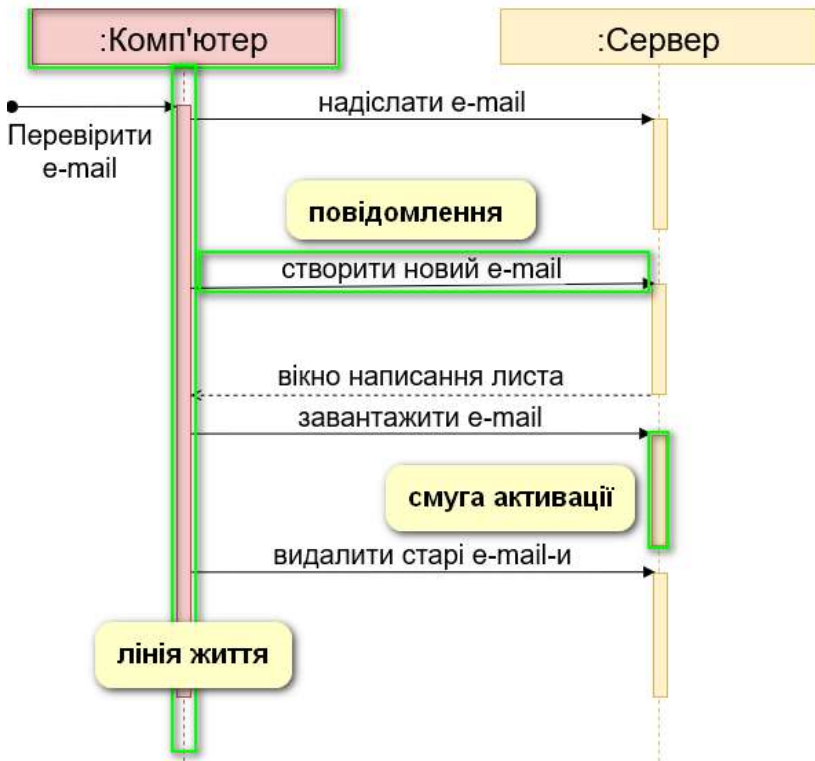 :Комп'ютер
:Сервер
надіслати e-mail
Перевірити
e-mail
повідомлення
створити новий e-mail
вікно написання листа
завантажити e-mail
смуга активації
видалити старі e-mail-и
лінія життя